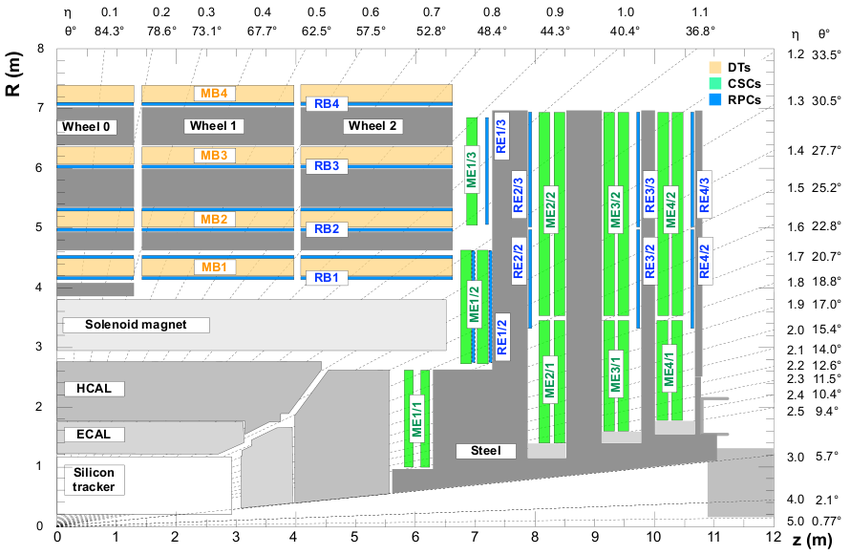 η 0.1 0.2 0.3 0.4 0.5 0.6 0.7 0.8 0.9 1.0 1.1
θ° 84.3° 78.6° 73.1° 67.7° 62.5° 57.5° 52.8° 48.4° 44.3° 40.4° 36.8° η θ°
R (m)
8
7
6
5
4
3
2
1
0
MB4
RB4
Wheel 0 Wheel 1 Wheel 2
MB3
RB3
MB2
RB2
MB1
RB1
Solenoid magnet
HCAL
ECAL
Silicon
tracker
Steel
ME1/3
RE1/3
ME1/2
RE1/2
ME1/1
RE2/3
RE2/2
ME2/2
ME2/1
ME3/2
ME3/1
RE3/3
RE3/2
ME4/2
ME4/1
RE4/3
RE4/2
DTs
CSCs
RPCs
1.2 33.5°
1.3 30.5°
1.4 27.7°
1.5 25.2°
1.6 22.8°
1.7 20.7°
1.8 18.8°
1.9 17.0°
2.0 15.4°
2.1 14.0°
2.2 12.6°
2.3 11.5°
2.4 10.4°
2.5 9.4°
3.0 5.7°
4.0 2.1°
5.0 0.77°
0 1 2 3 4 5 6 7 8 9 10 11 12
z (m)